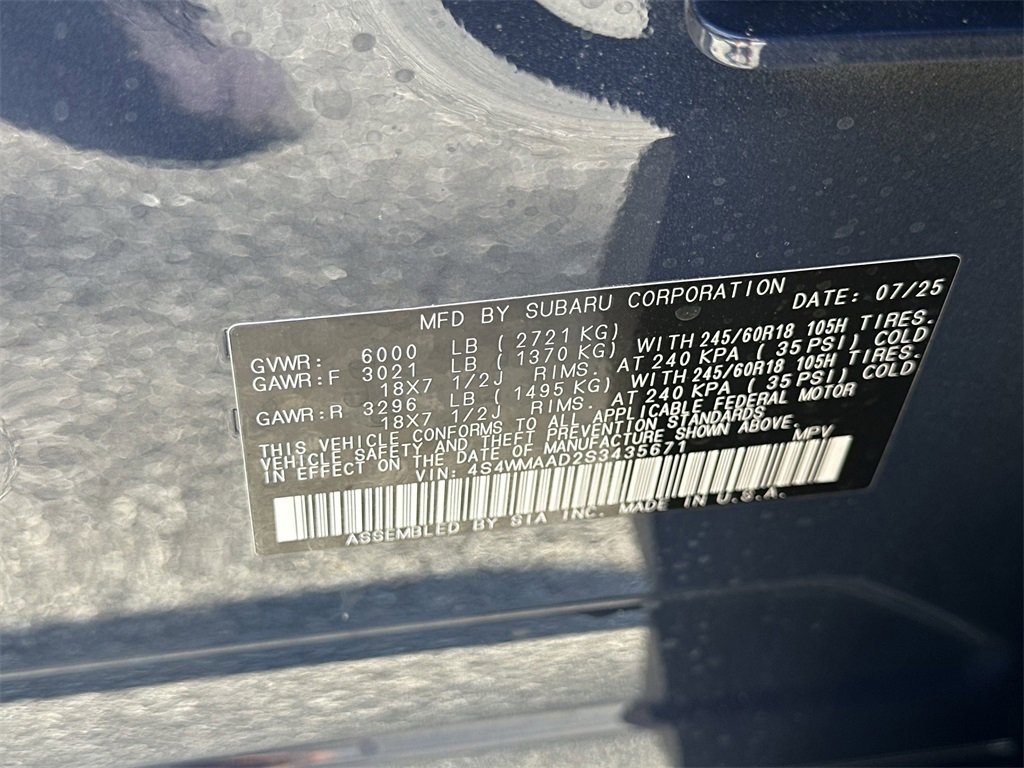 MFD BY SUBARU CORPORATION DATE: 07/25
GVWR: 6000 LB ( 2721 KG)
GAWR:F 3021 LB ( 1370 KG) WITH 245/60R18 105H TIRES.
18X7 1/2J RIMS. AT 240 KPA ( 35 PSI) COLD
GAWR:R 3296 LB ( 1495 KG) WITH 245/60R18 105H TIRES.
18X7 1/2J RIMS. AT 240 KPA ( 35 PSI) COLD
THIS VEHICLE CONFORMS TO ALL APPLICABLE FEDERAL MOTOR
VEHICLE SAFETY AND THEFT PREVENTION STANDARDS
IN EFFECT ON THE DATE OF MANUFACTURE SHOWN ABOVE.
VIN: 4S4WMAAD2S3435671 MPV
ASSEMBLED BY SIA INC. MADE IN U.S.A.